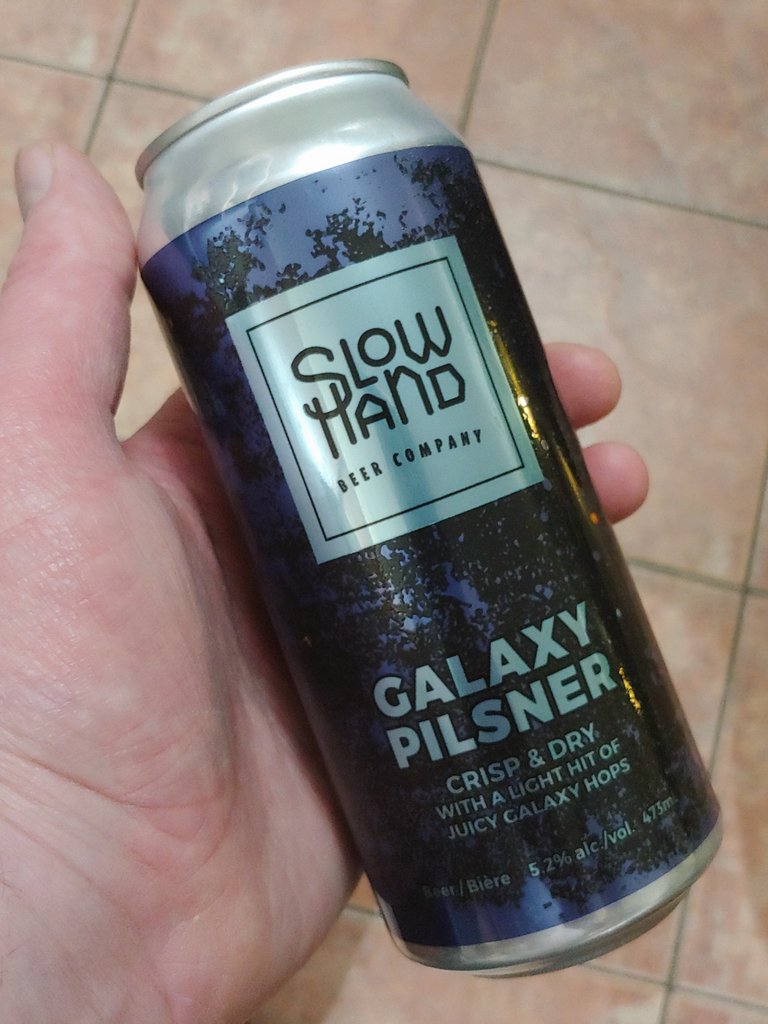 SLOW
HAND
BEER COMPANY
GALAXY
PILSNER
CRISP & DRY
WITH A LIGHT HIT OF
JUICY GALAXY HOPS
Beer / Bière 5.2% alc./vol. 473m